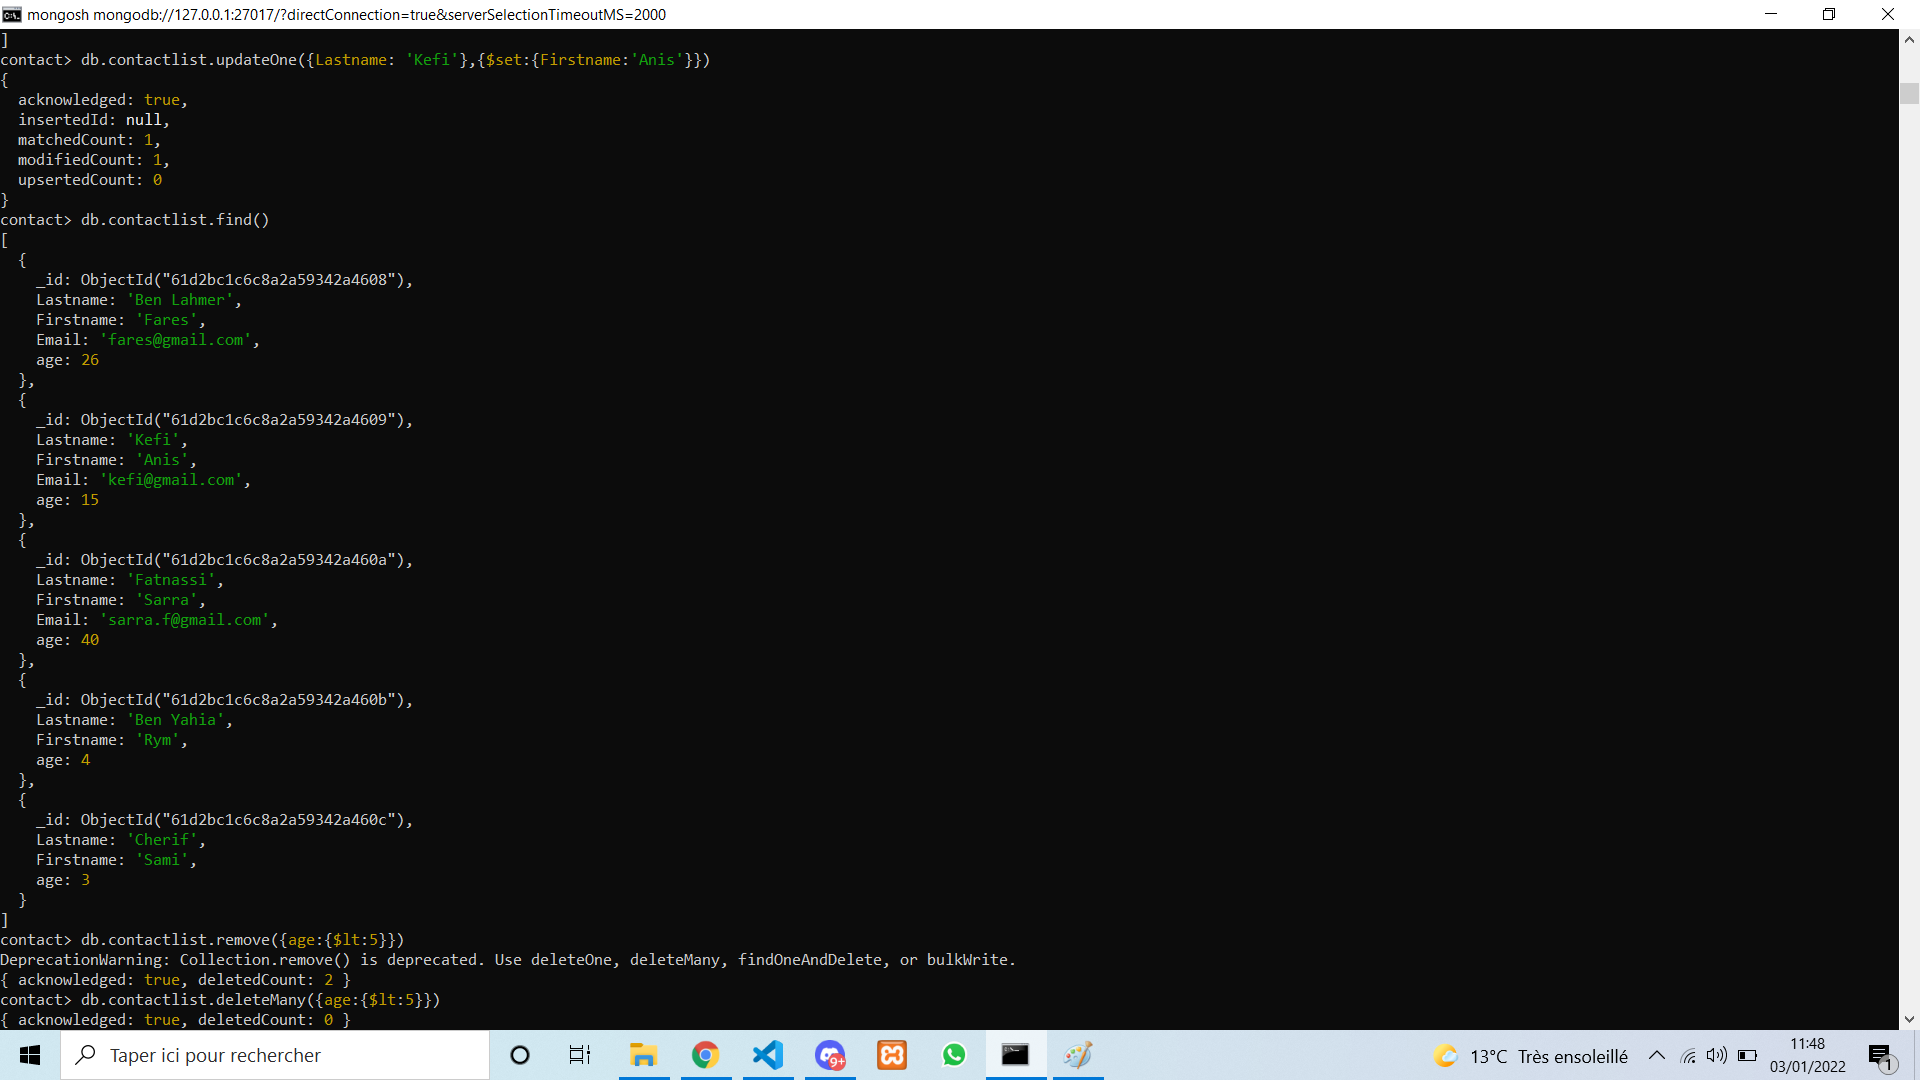 mongosh mongodb://127.0.0.1:27017/?directConnection=true&serverSelectionTimeoutMS=2000
]
contact> db.contactlist.updateOne({Lastname: 'Kefi'},{$set:{Firstname:'Anis'}})
{
  acknowledged: true,
  insertedId: null,
  matchedCount: 1,
  modifiedCount: 1,
  upsertedCount: 0
}
contact> db.contactlist.find()
[
  {
    _id: ObjectId("61d2bc1c6c8a2a59342a4608"),
    Lastname: 'Ben Lahmer',
    Firstname: 'Fares',
    Email: 'fares@gmail.com',
    age: 26
  },
  {
    _id: ObjectId("61d2bc1c6c8a2a59342a4609"),
    Lastname: 'Kefi',
    Firstname: 'Anis',
    Email: 'kefi@gmail.com',
    age: 15
  },
  {
    _id: ObjectId("61d2bc1c6c8a2a59342a460a"),
    Lastname: 'Fatnassi',
    Firstname: 'Sarra',
    Email: 'sarra.f@gmail.com',
    age: 40
  },
  {
    _id: ObjectId("61d2bc1c6c8a2a59342a460b"),
    Lastname: 'Ben Yahia',
    Firstname: 'Rym',
    age: 4
  },
  {
    _id: ObjectId("61d2bc1c6c8a2a59342a460c"),
    Lastname: 'Cherif',
    Firstname: 'Sami',
    age: 3
  }
]
contact> db.contactlist.remove({age:{$lt:5}})
DeprecationWarning: Collection.remove() is deprecated. Use deleteOne, deleteMany, findOneAndDelete, or bulkWrite.
{ acknowledged: true, deletedCount: 2 }
contact> db.contactlist.deleteMany({age:{$lt:5}})
{ acknowledged: true, deletedCount: 0 }
Taper ici pour rechercher
9+
13°C Très ensoleillé
11:48
03/01/2022
1